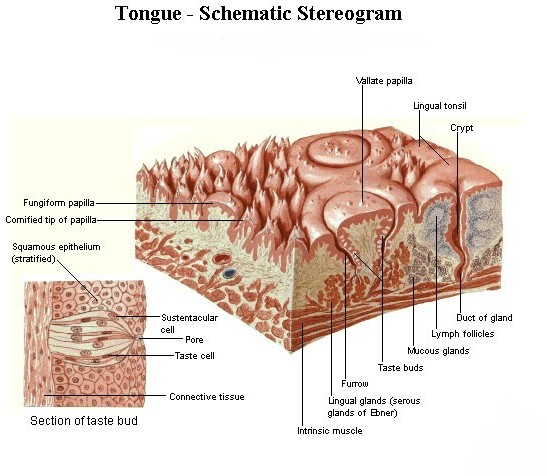 Tongue - Schematic Stereogram
Vallate papilla
Lingual tonsil
Crypt
Fungiform papilla
Cornified tip of papilla
Squamous epithelium
(stratified)
Sustentacular
cell
Pore
Taste cell
Connective tissue
Section of taste bud
Duct of gland
Lymph follicles
Mucous glands
Taste buds
Furrow
Lingual glands (serous
glands of Ebner)
Intrinsic muscle